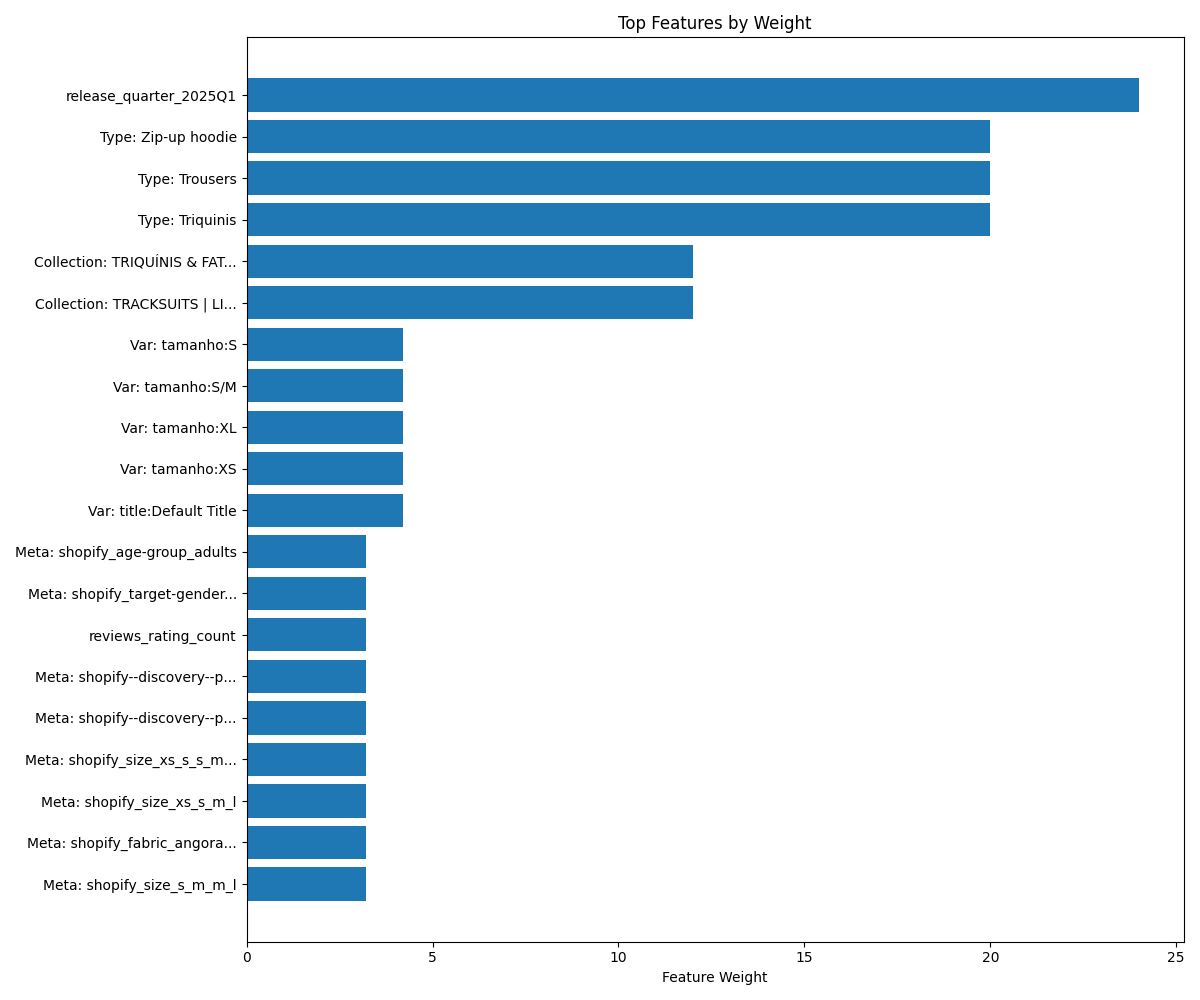 Top Features by Weight
release_quarter_2025Q1
Type: Zip-up hoodie
Type: Trousers
Type: Triquinis
Collection: TRIQUÍNIS & FAT...
Collection: TRACKSUITS | LI...
Var: tamanho:S
Var: tamanho:S/M
Var: tamanho:XL
Var: tamanho:XS
Var: title:Default Title
Meta: shopify_age-group_adults
Meta: shopify_target-gender...
reviews_rating_count
Meta: shopify--discovery--p...
Meta: shopify--discovery--p...
Meta: shopify_size_xs_s_s_m...
Meta: shopify_size_xs_s_m_l
Meta: shopify_fabric_angora...
Meta: shopify_size_s_m_m_l
0 5 10 15 20 25
Feature Weight